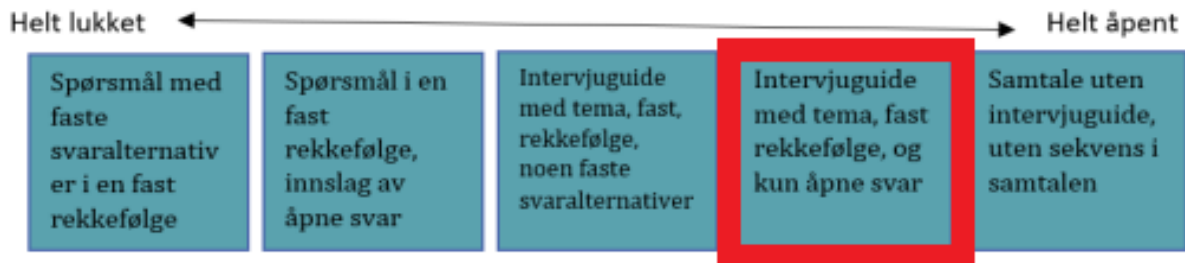 Helt lukket
Helt åpent
Spørsmål med
faste
svaralternativ
er i en fast
rekkefølge
Spørsmål i en
fast
rekkefølge,
innslag av
åpne svar
Intervjuguide
med tema, fast,
rekkefølge,
noen faste
svaralternativer
Intervjuguide
med tema, fast
rekkefølge, og
kun åpne svar
Samtale uten
intervjuguide,
uten sekvens i
samtalen